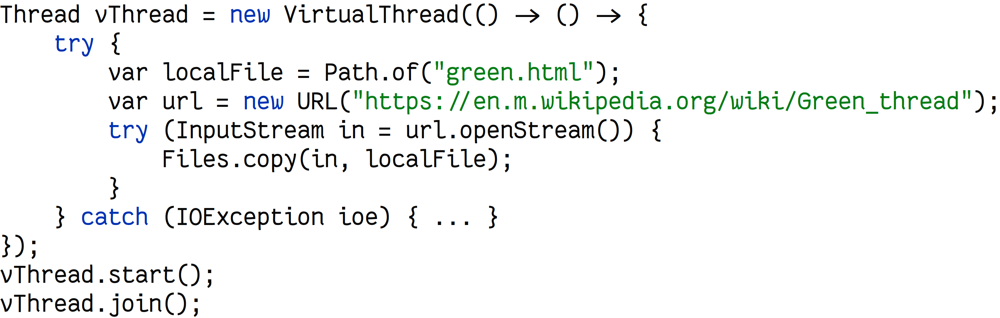 Thread vThread = new VirtualThread(() -> () -> {
    try {
        var localFile = Path.of("green.html");
        var url = new URL("https://en.m.wikipedia.org/wiki/Green_thread");
        try (InputStream in = url.openStream()) {
            Files.copy(in, localFile);
        }
    } catch (IOException ioe) { ... }
});
vThread.start();
vThread.join();